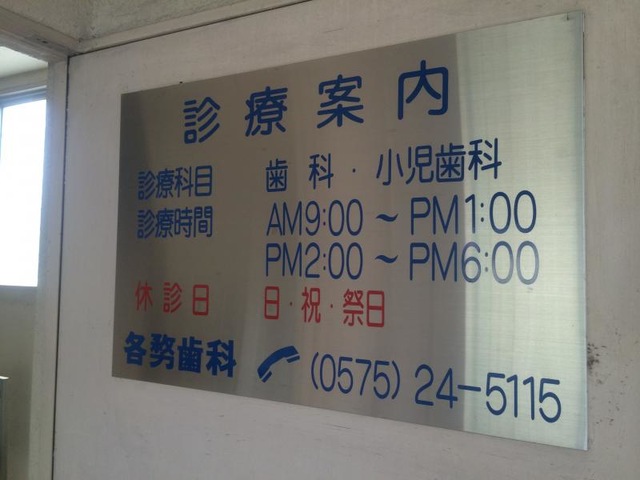 診療案内
診療科目 歯科・小児歯科
診療時間 AM9:00～PM1:00
PM2:00～PM6:00
休診日 日・祝・祭日
各務歯科 (0575)24-5115